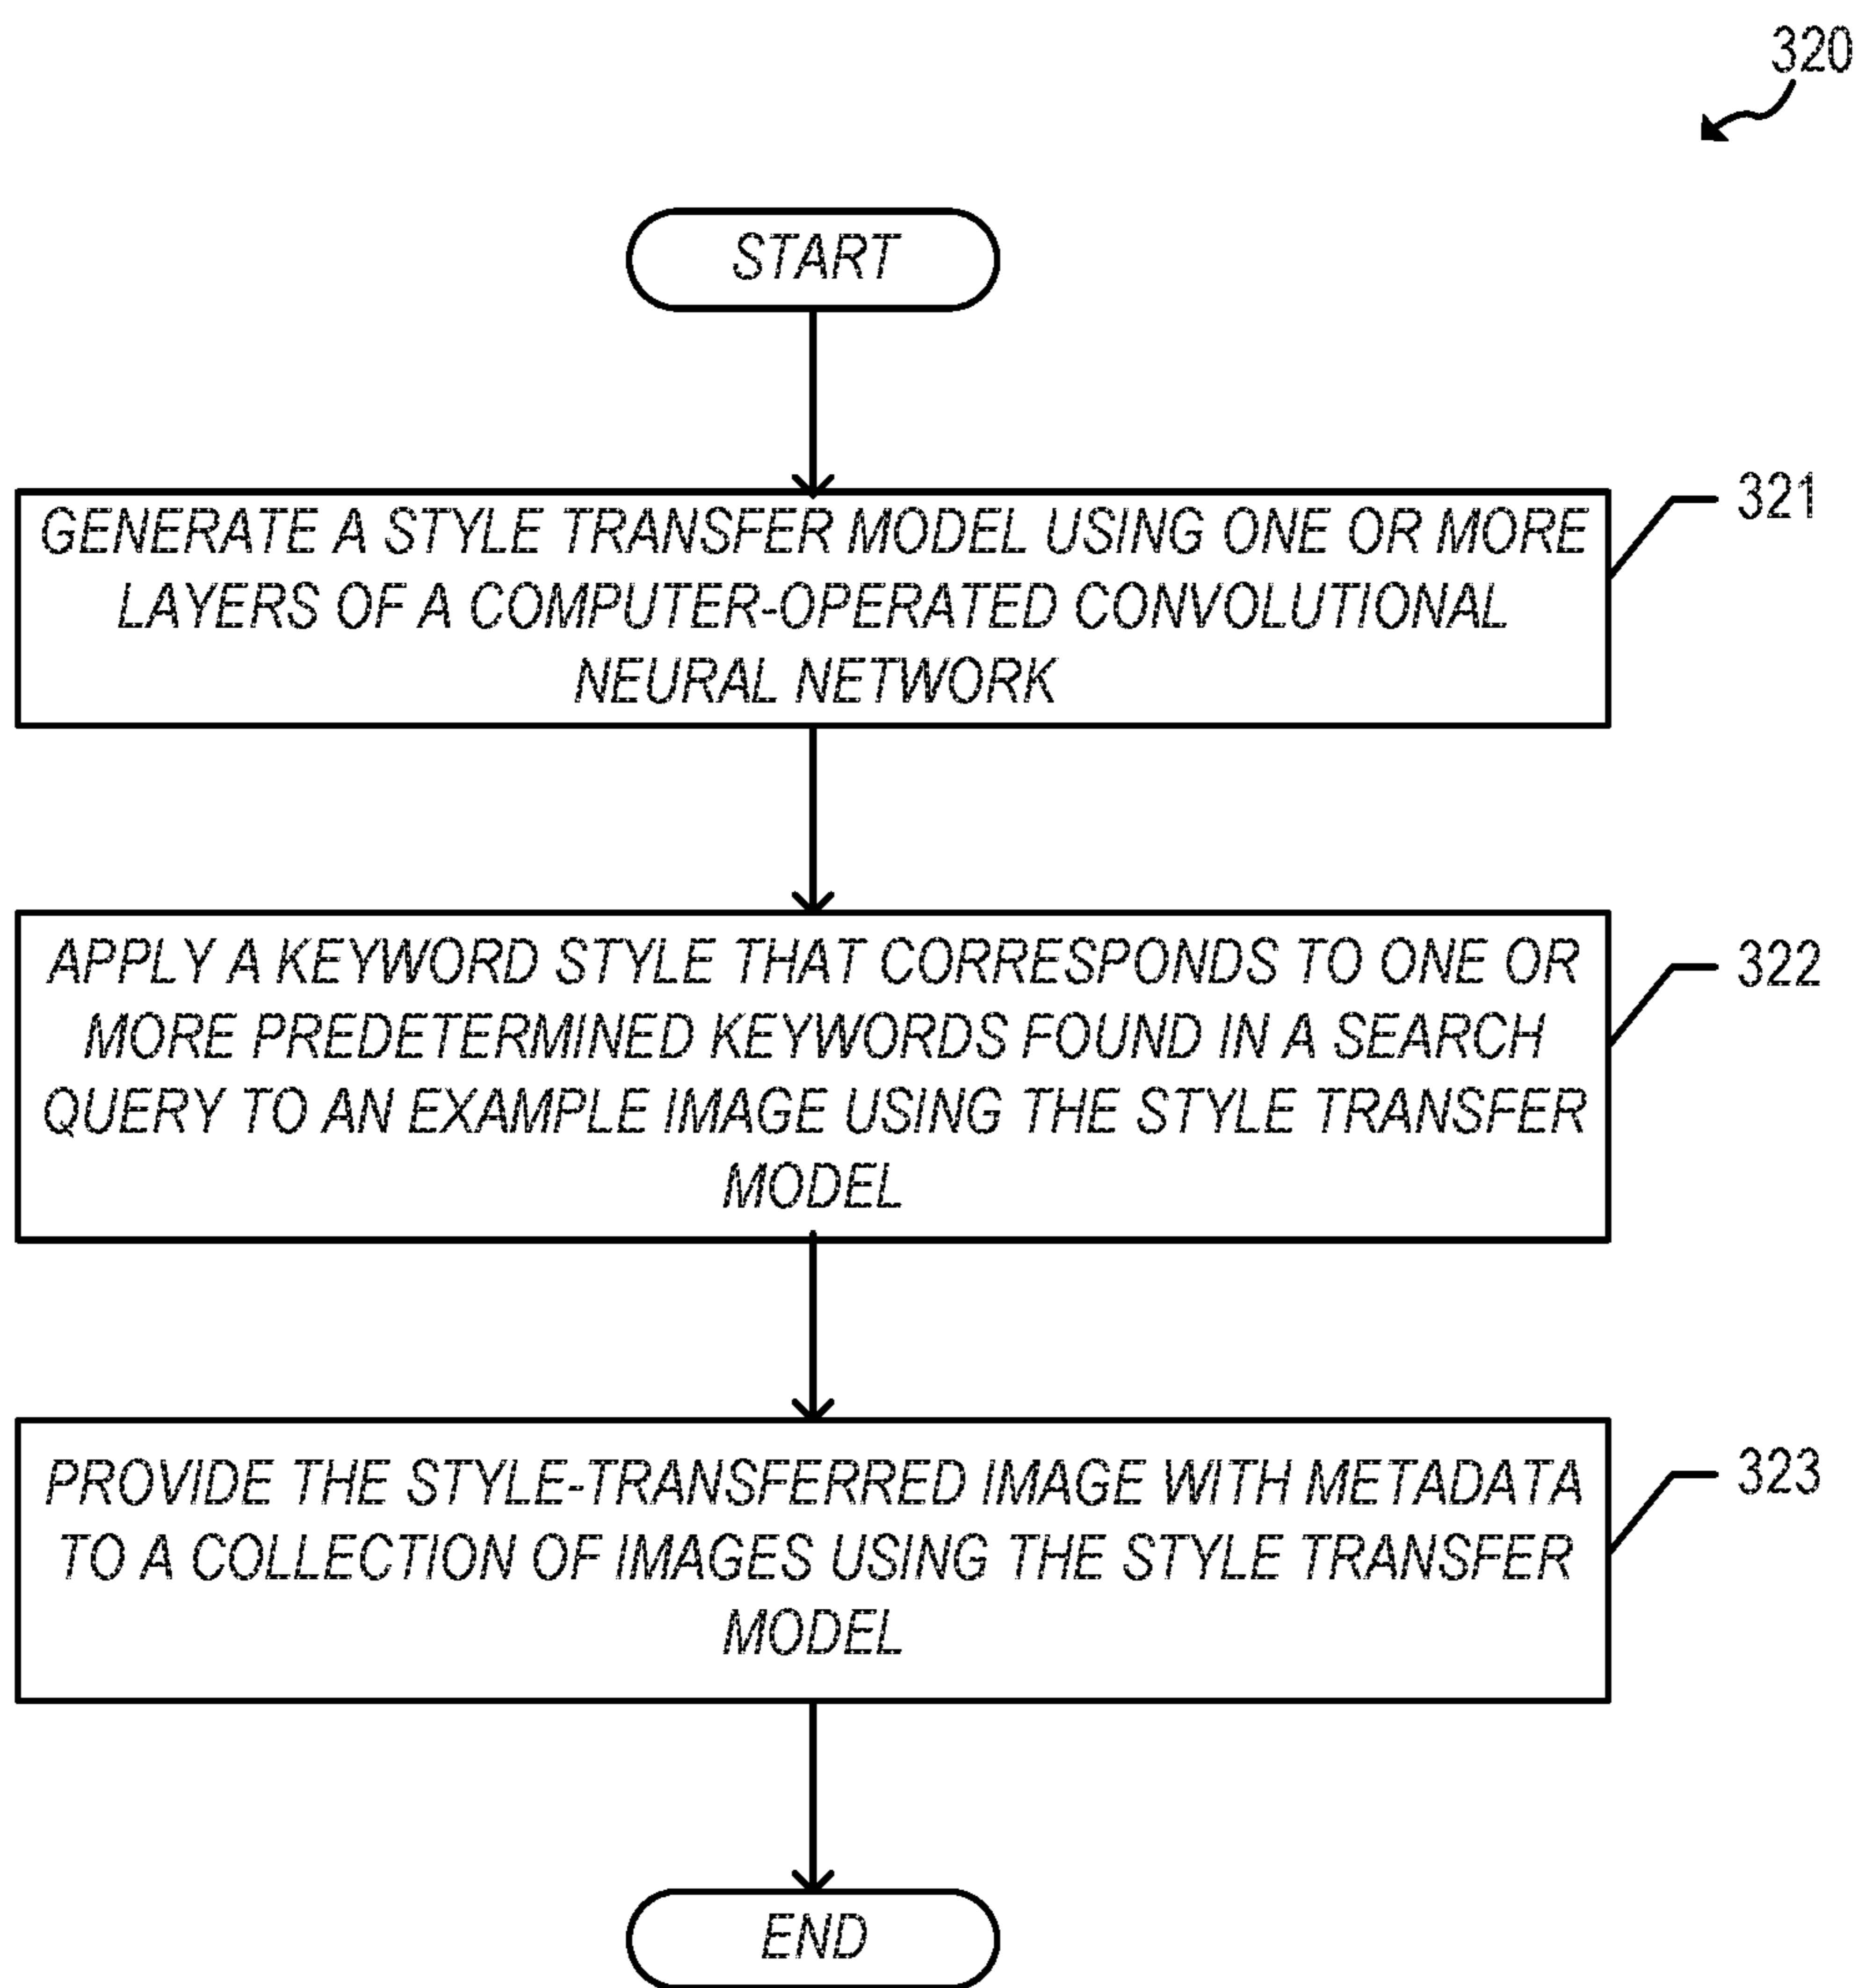 320
START
GENERATE A STYLE TRANSFER MODEL USING ONE OR MORE
LAYERS OF A COMPUTER-OPERATED CONVOLUTIONAL
NEURAL NETWORK
321
APPLY A KEYWORD STYLE THAT CORRESPONDS TO ONE OR
MORE PREDETERMINED KEYWORDS FOUND IN A SEARCH
QUERY TO AN EXAMPLE IMAGE USING THE STYLE TRANSFER
MODEL
322
PROVIDE THE STYLE-TRANSFERRED IMAGE WITH METADATA
TO A COLLECTION OF IMAGES USING THE STYLE TRANSFER
MODEL
323
END